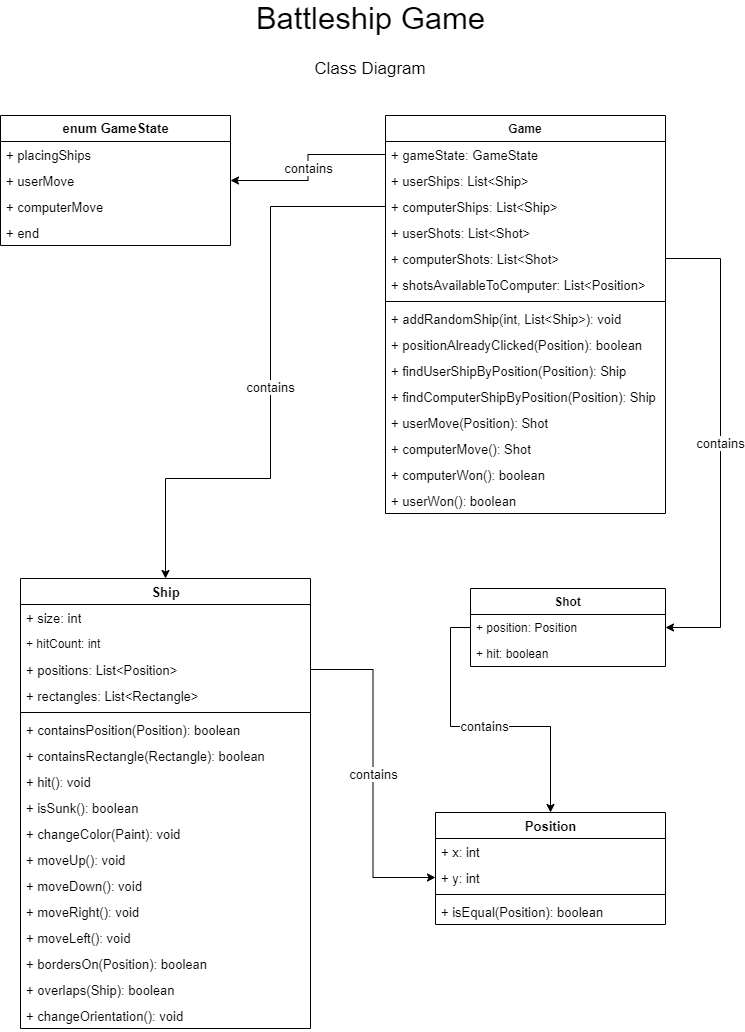 Battleship Game
Class Diagram
enum GameState
+ placingShips
+ userMove
+ computerMove
+ end
contains
Game
+ gameState: GameState
+ userShips: List<Ship>
+ computerShips: List<Ship>
+ userShots: List<Shot>
+ computerShots: List<Shot>
+ shotsAvailableToComputer: List<Position>
+ addRandomShip(int, List<Ship>): void
+ positionAlreadyClicked(Position): boolean
+ findUserShipByPosition(Position): Ship
+ findComputerShipByPosition(Position): Ship
+ userMove(Position): Shot
+ computerMove(): Shot
+ computerWon(): boolean
+ userWon(): boolean
contains
contains
Ship
+ size: int
+ hitCount: int
+ positions: List<Position>
+ rectangles: List<Rectangle>
+ containsPosition(Position): boolean
+ containsRectangle(Rectangle): boolean
+ hit(): void
+ isSunk(): boolean
+ changeColor(Paint): void
+ moveUp(): void
+ moveDown(): void
+ moveRight(): void
+ moveLeft(): void
+ bordersOn(Position): boolean
+ overlaps(Ship): boolean
+ changeOrientation(): void
contains
Shot
+ position: Position
+ hit: boolean
contains
Position
+ x: int
+ y: int
+ isEqual(Position): boolean